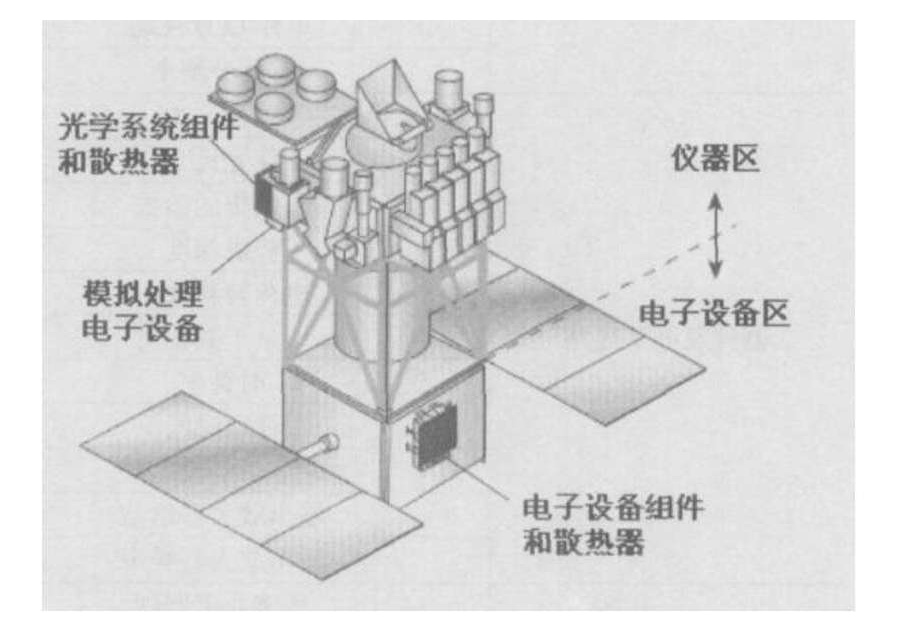 光学系统组件
和散热器
仪器区
模拟处理
电子设备
电子设备区
电子设备组件
和散热器